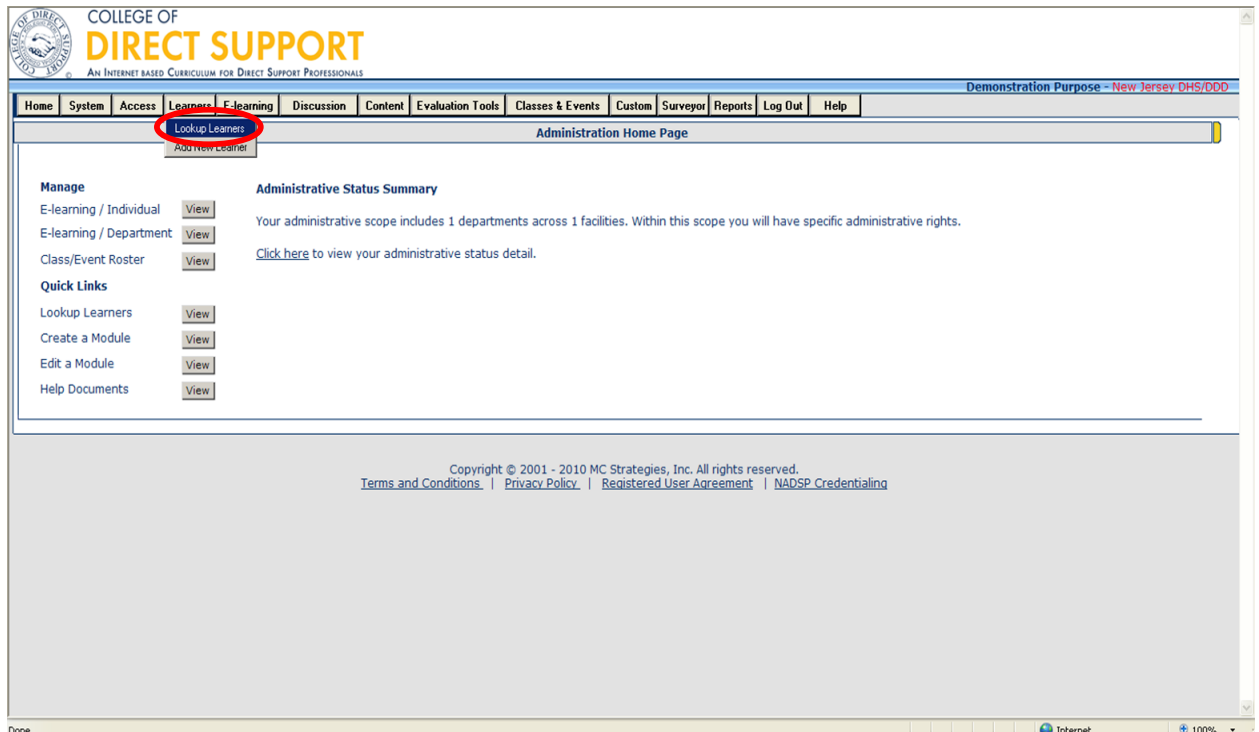 COLLEGE OF
DIRECT SUPPORT
AN INTERNET BASED CURRICULUM FOR DIRECT SUPPORT PROFESSIONALS
Demonstration Purpose - New Jersey DHS/DDD
Home System Access Learners E-learning Discussion Content Evaluation Tools Classes & Events Custom Surveyor Reports Log Out Help
Lookup Learners
Add New Learner
Administration Home Page
Manage
E-learning / Individual View
E-learning / Department View
Class/Event Roster View
Quick Links
Lookup Learners View
Create a Module View
Edit a Module View
Help Documents View
Administrative Status Summary
Your administrative scope includes 1 departments across 1 facilities. Within this scope you will have specific administrative rights.
Click here to view your administrative status detail.
Copyright © 2001 - 2010 MC Strategies, Inc. All rights reserved.
Terms and Conditions | Privacy Policy | Registered User Agreement | NADSP Credentialing
Done Internet 100%